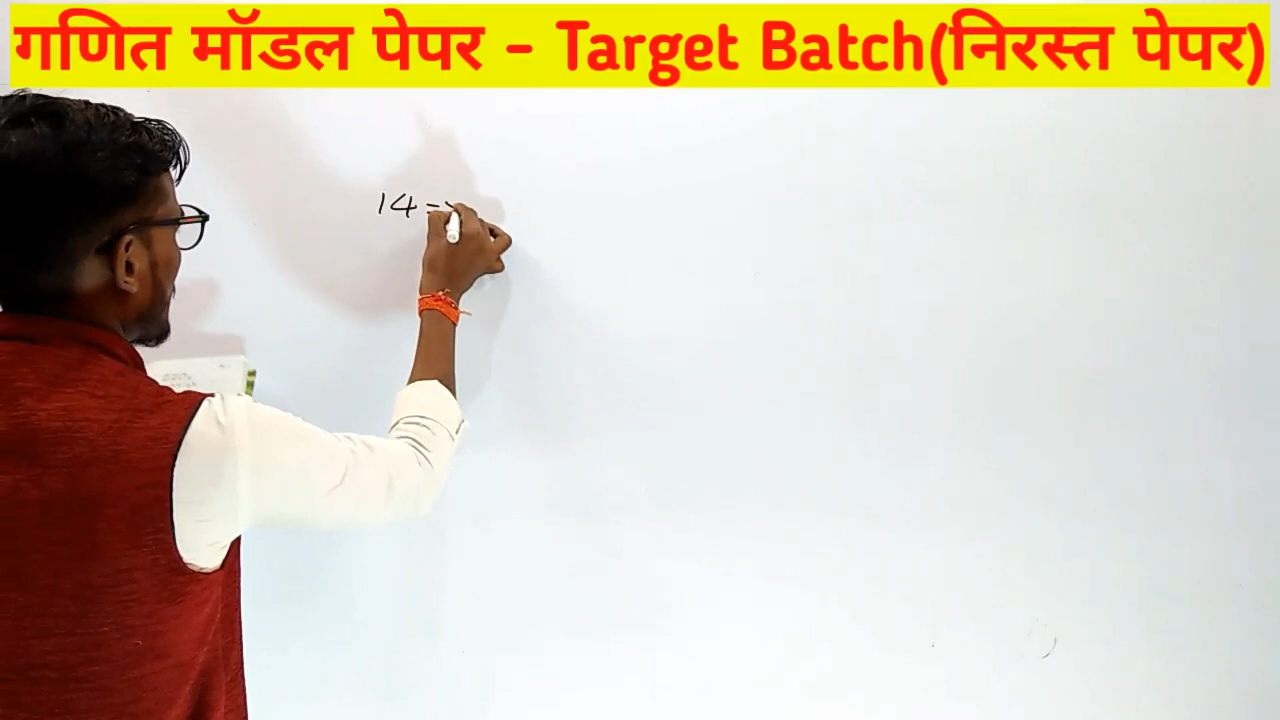 गणित मॉडल पेपर - Target Batch(निरस्त पेपर)
14 =